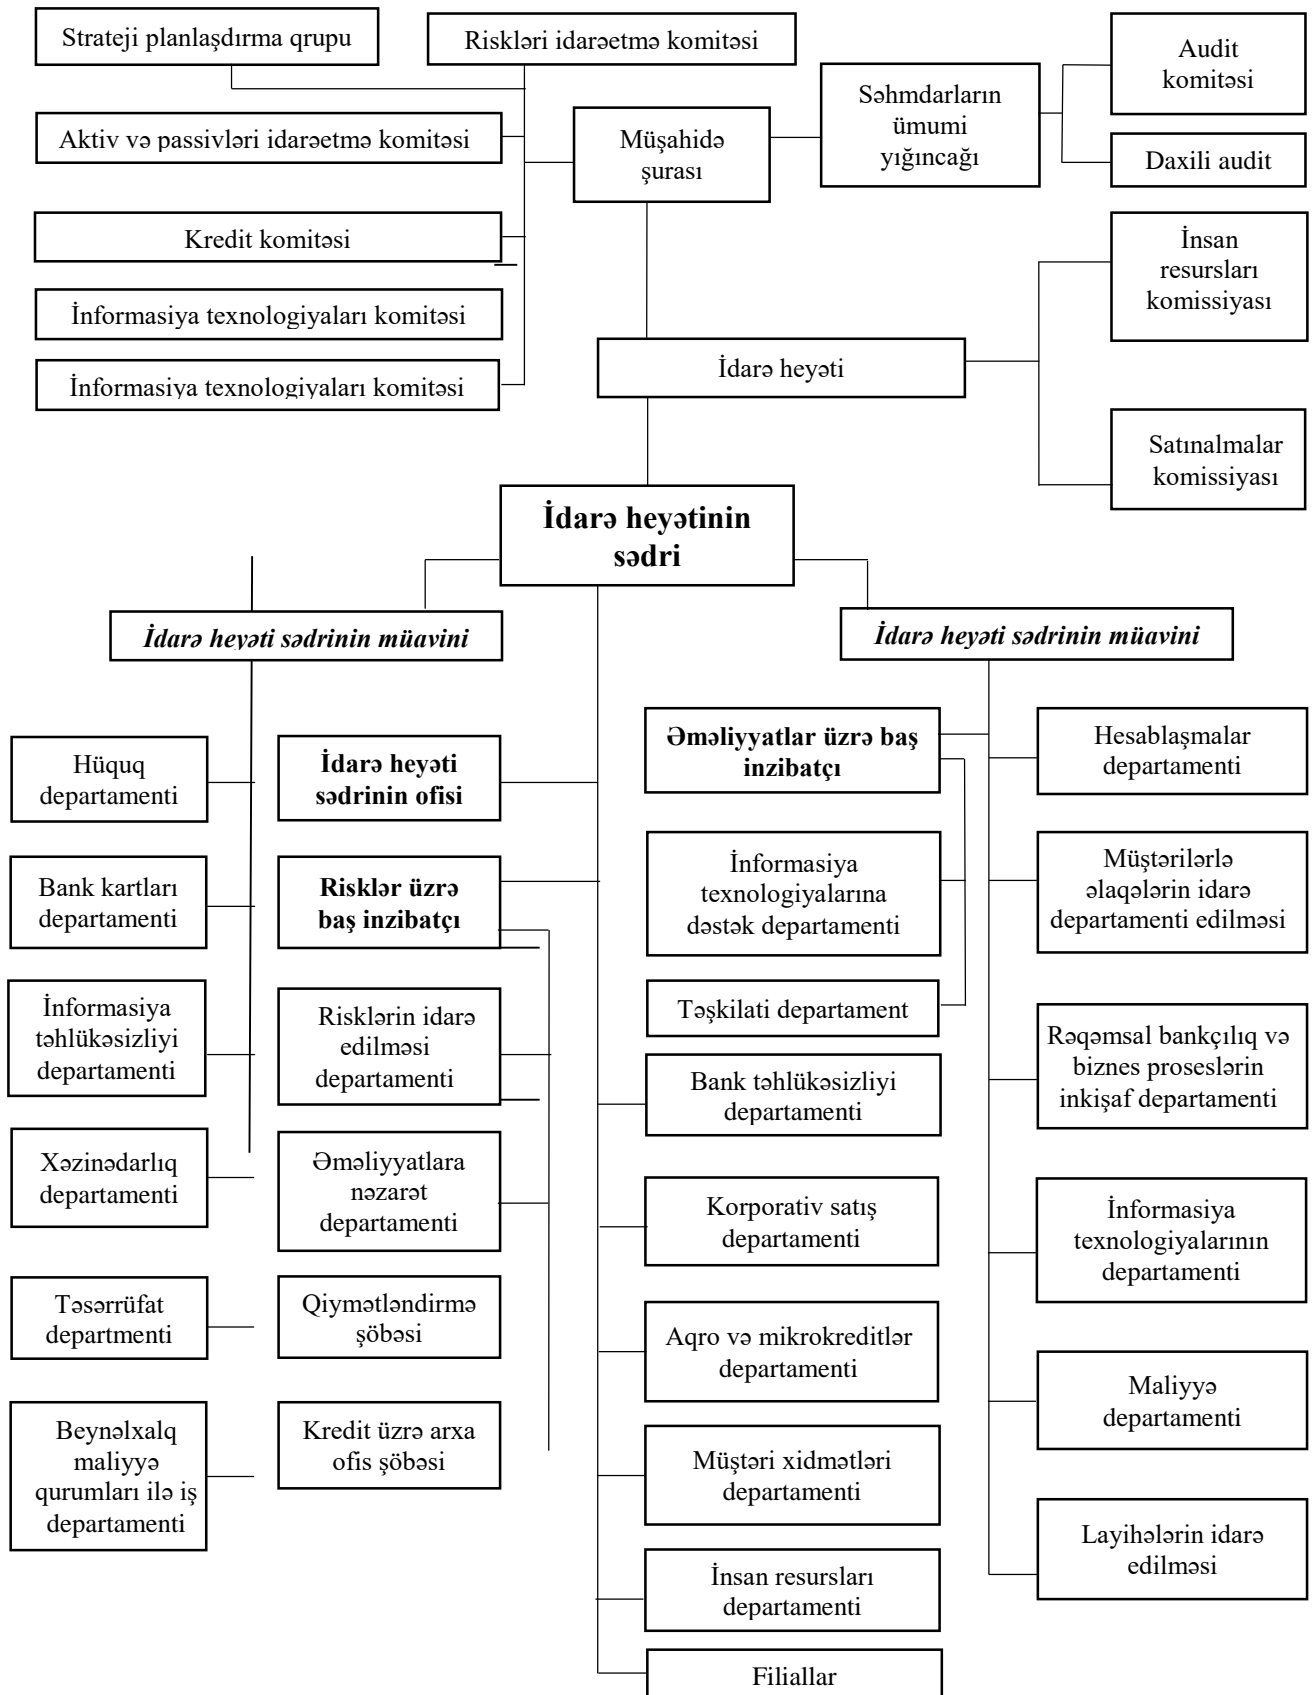 Strateji planlaşdırma qrupu
Riskləri idarəetmə komitəsi
Audit
komitəsi
Səhmdarların
ümumi
yığıncağı
Aktiv və passivləri idarəetmə komitəsi
Müşahidə
şurası
Daxili audit
Kredit komitəsi
İnsan
resursları
komissiyası
İnformasiya texnologiyaları komitəsi
İdarə heyəti
İnformasiya texnologiyaları komitəsi
Satınalmalar
komissiyası
İdarə heyətinin
sədri
İdarə heyəti sədrinin müavini
İdarə heyəti sədrinin müavini
Hüquq
departamenti
Bank kartları
departamenti
İnformasiya
təhlükəsizliyi
departamenti
Xəzinədarlıq
departamenti
Təsərrüfat
departmenti
Beynəlxalq
maliyyə
qurumları ilə iş
departamenti
İdarə heyəti
sədrinin ofisi
Risklər üzrə
baş inzibatçı
Risklərin idarə
edilməsi
departamenti
Əməliyyatlara
nəzarət
departamenti
Qiymətləndirmə
şöbəsi
Kredit üzrə arxa
ofis şöbəsi
Əməliyyatlar üzrə baş
inzibatçı
İnformasiya
texnologiyalarına
dəstək departamenti
Təşkilati departament
Bank təhlükəsizliyi
departamenti
Korporativ satış
departamenti
Aqro və mikrokreditlər
departamenti
Müştəri xidmətləri
departamenti
İnsan resursları
departamenti
Filiallar
Hesablaşmalar
departamenti
Müştərilərlə
əlaqələrin idarə
departamenti edilməsi
Rəqəmsal bankçılıq və
biznes proseslərin
inkişaf departamenti
İnformasiya
texnologiyalarının
departamenti
Maliyyə
departamenti
Layihələrin idarə
edilməsi